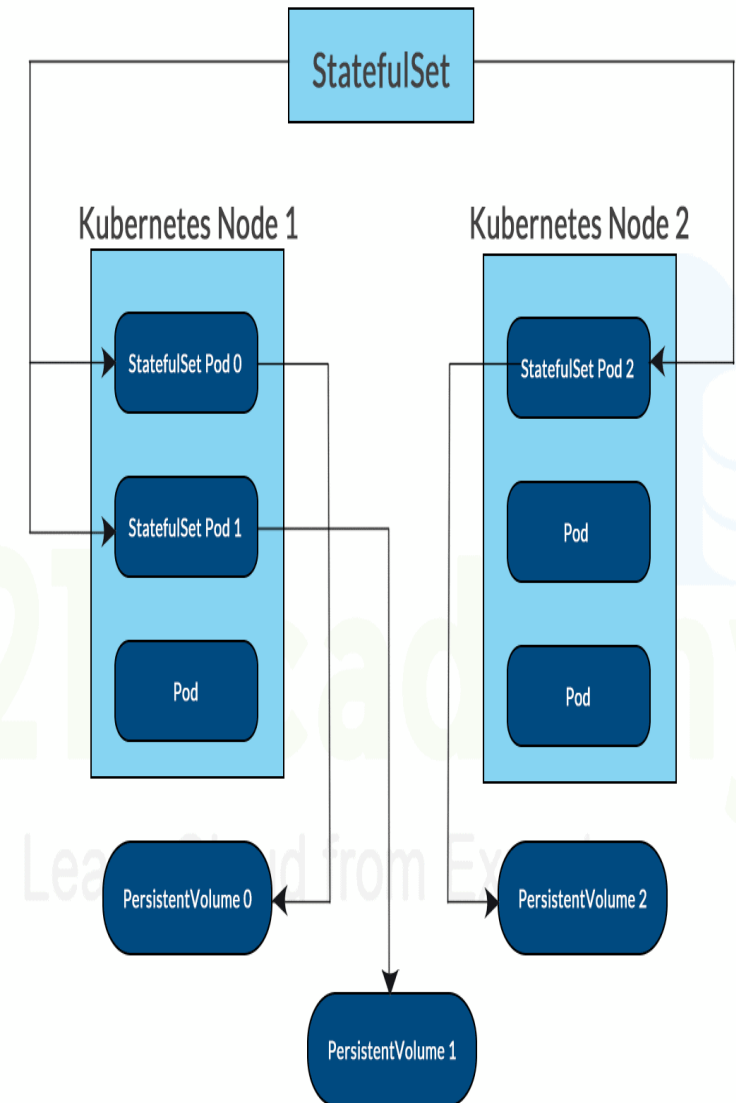 StatefulSet
Kubernetes Node 1
Kubernetes Node 2
StatefulSet Pod 0
StatefulSet Pod 2
StatefulSet Pod 1
Pod
Pod
Pod
PersistentVolume 0
PersistentVolume 2
PersistentVolume 1